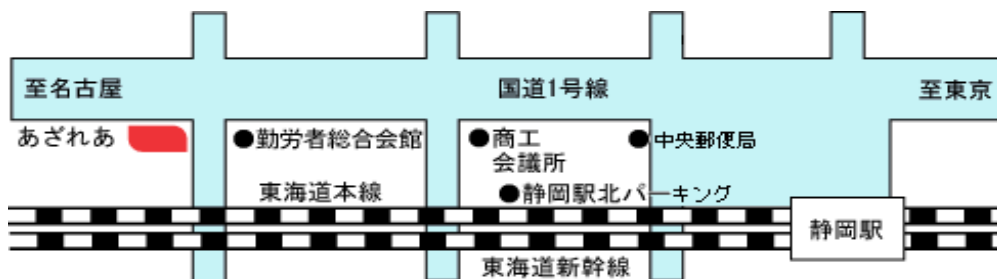 至名古屋
国道1号線
至東京
あざれあ
●勤労者総合会館
●商工
会議所
●中央郵便局
東海道本線
●静岡駅北パーキング
静岡駅
東海道新幹線